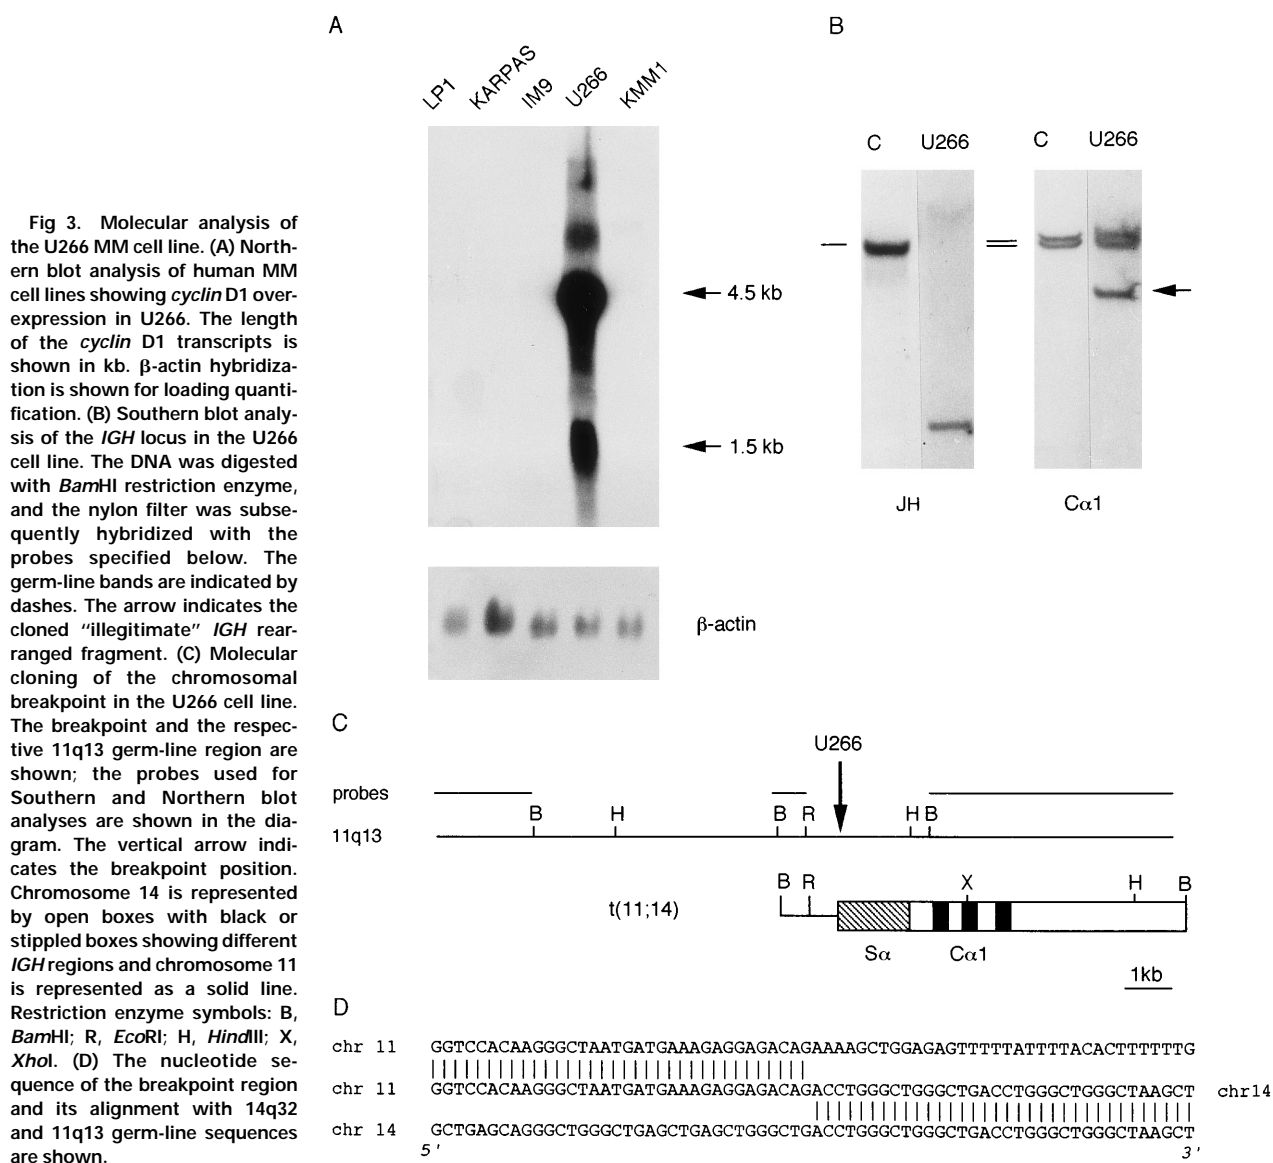 Fig 3. Molecular analysis of
the U266 MM cell line. (A) North-
ern blot analysis of human MM
cell lines showing cyclin D1 over-
expression in U266. The length
of the cyclin D1 transcripts is
shown in kb. β-actin hybridiza-
tion is shown for loading quanti-
fication. (B) Southern blot analy-
sis of the IGH locus in the U266
cell line. The DNA was digested
with BamHI restriction enzyme,
and the nylon filter was subse-
quently hybridized with the
probes specified below. The
germ-line bands are indicated by
dashes. The arrow indicates the
cloned “illegitimate” IGH rear-
ranged fragment. (C) Molecular
cloning of the chromosomal
breakpoint in the U266 cell line.
The breakpoint and the respec-
tive 11q13 germ-line region are
shown; the probes used for
Southern and Northern blot
analyses are shown in the dia-
gram. The vertical arrow indi-
cates the breakpoint position.
Chromosome 14 is represented
by open boxes with black or
stippled boxes showing different
IGH regions and chromosome 11
is represented as a solid line.
Restriction enzyme symbols: B,
BamHI; R, EcoRI; H, HindIII; X,
XhoI. (D) The nucleotide se-
quence of the breakpoint region
and its alignment with 14q32
and 11q13 germ-line sequences
are shown.
A
LP1 KARPAS IM9 U266 KMM1
4.5 kb
1.5 kb
β-actin
B
C U266 C U266
JH Cα1
C
U266
probes
B H B R H B
11q13
B R X H B
t(11;14)
Sα Cα1
1kb
D
chr 11 GGTCCACAAGGGCTAATGATGAAAGAGGAGACAGAAAAGCTGGAGAGTTTTTATTTTACACTTTTTTG
chr 11 GGTCCACAAGGGCTAATGATGAAAGAGGAGACAGACCTGGGCTGGGCTGACCTGGGCTGGGCTAAGCT chr14
chr 14 GCTGAGCAGGGCTGGGCTGAGCTGAGCTGGGCTGACCTGGGCTGGGCTGACCTGGGCTGGGCTAAGCT
5' 3'